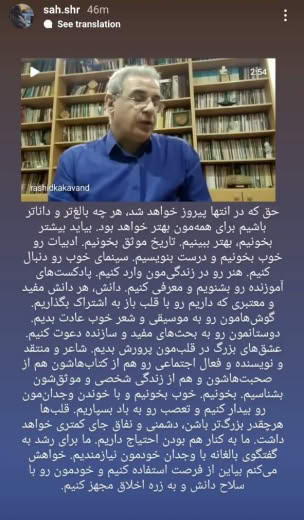 sah.shr 46m
See translation
2:54
rashidkakavand
حق که در انتها پیروز خواهد شد، هر چه بالغ‌تر و داناتر
باشیم برای همه‌مون بهتر خواهد بود. بیاید بیشتر
بخونیم، بهتر ببینیم. تاریخ موثق بخونیم. ادبیات رو
خوب بخونیم و درست بنویسیم. سینمای خوب رو دنبال
کنیم. هنر رو در زندگی‌مون وارد کنیم. پادکست‌های
آموزنده رو بشنویم و معرفی کنیم. دانش، هر دانش مفید
و معتبری که داریم رو با قلب باز به اشتراک بگذاریم.
گوش‌هامون رو به موسیقی و شعر خوب عادت بدیم.
دوستانمون رو به بحث‌های مفید و سازنده دعوت کنیم.
عشق‌های بزرگ در قلب‌مون پرورش بدیم. شاعر و منتقد
و نویسنده و فعال اجتماعی رو هم از کتاب‌هاشون هم از
صحبت‌هاشون و هم از زندگی شخصی و موثق‌شون
بشناسیم. بخونیم. خوب بخونیم و با خوندن وجدان‌مون
رو بیدار کنیم و تعصب رو به باد بسپاریم. قلب‌ها
هرچقدر بزرگ‌تر باشن، دشمنی و نفاق جای کمتری خواهد
داشت. ما به کنار هم بودن احتیاج داریم. ما برای رشد به
گفتگوی بالغانه با وجدان خودمون نیازمندیم. خواهش
می‌کنم بیاین از فرصت استفاده کنیم و خودمون رو با
سلاح دانش و به زره اخلاق مجهز کنیم.